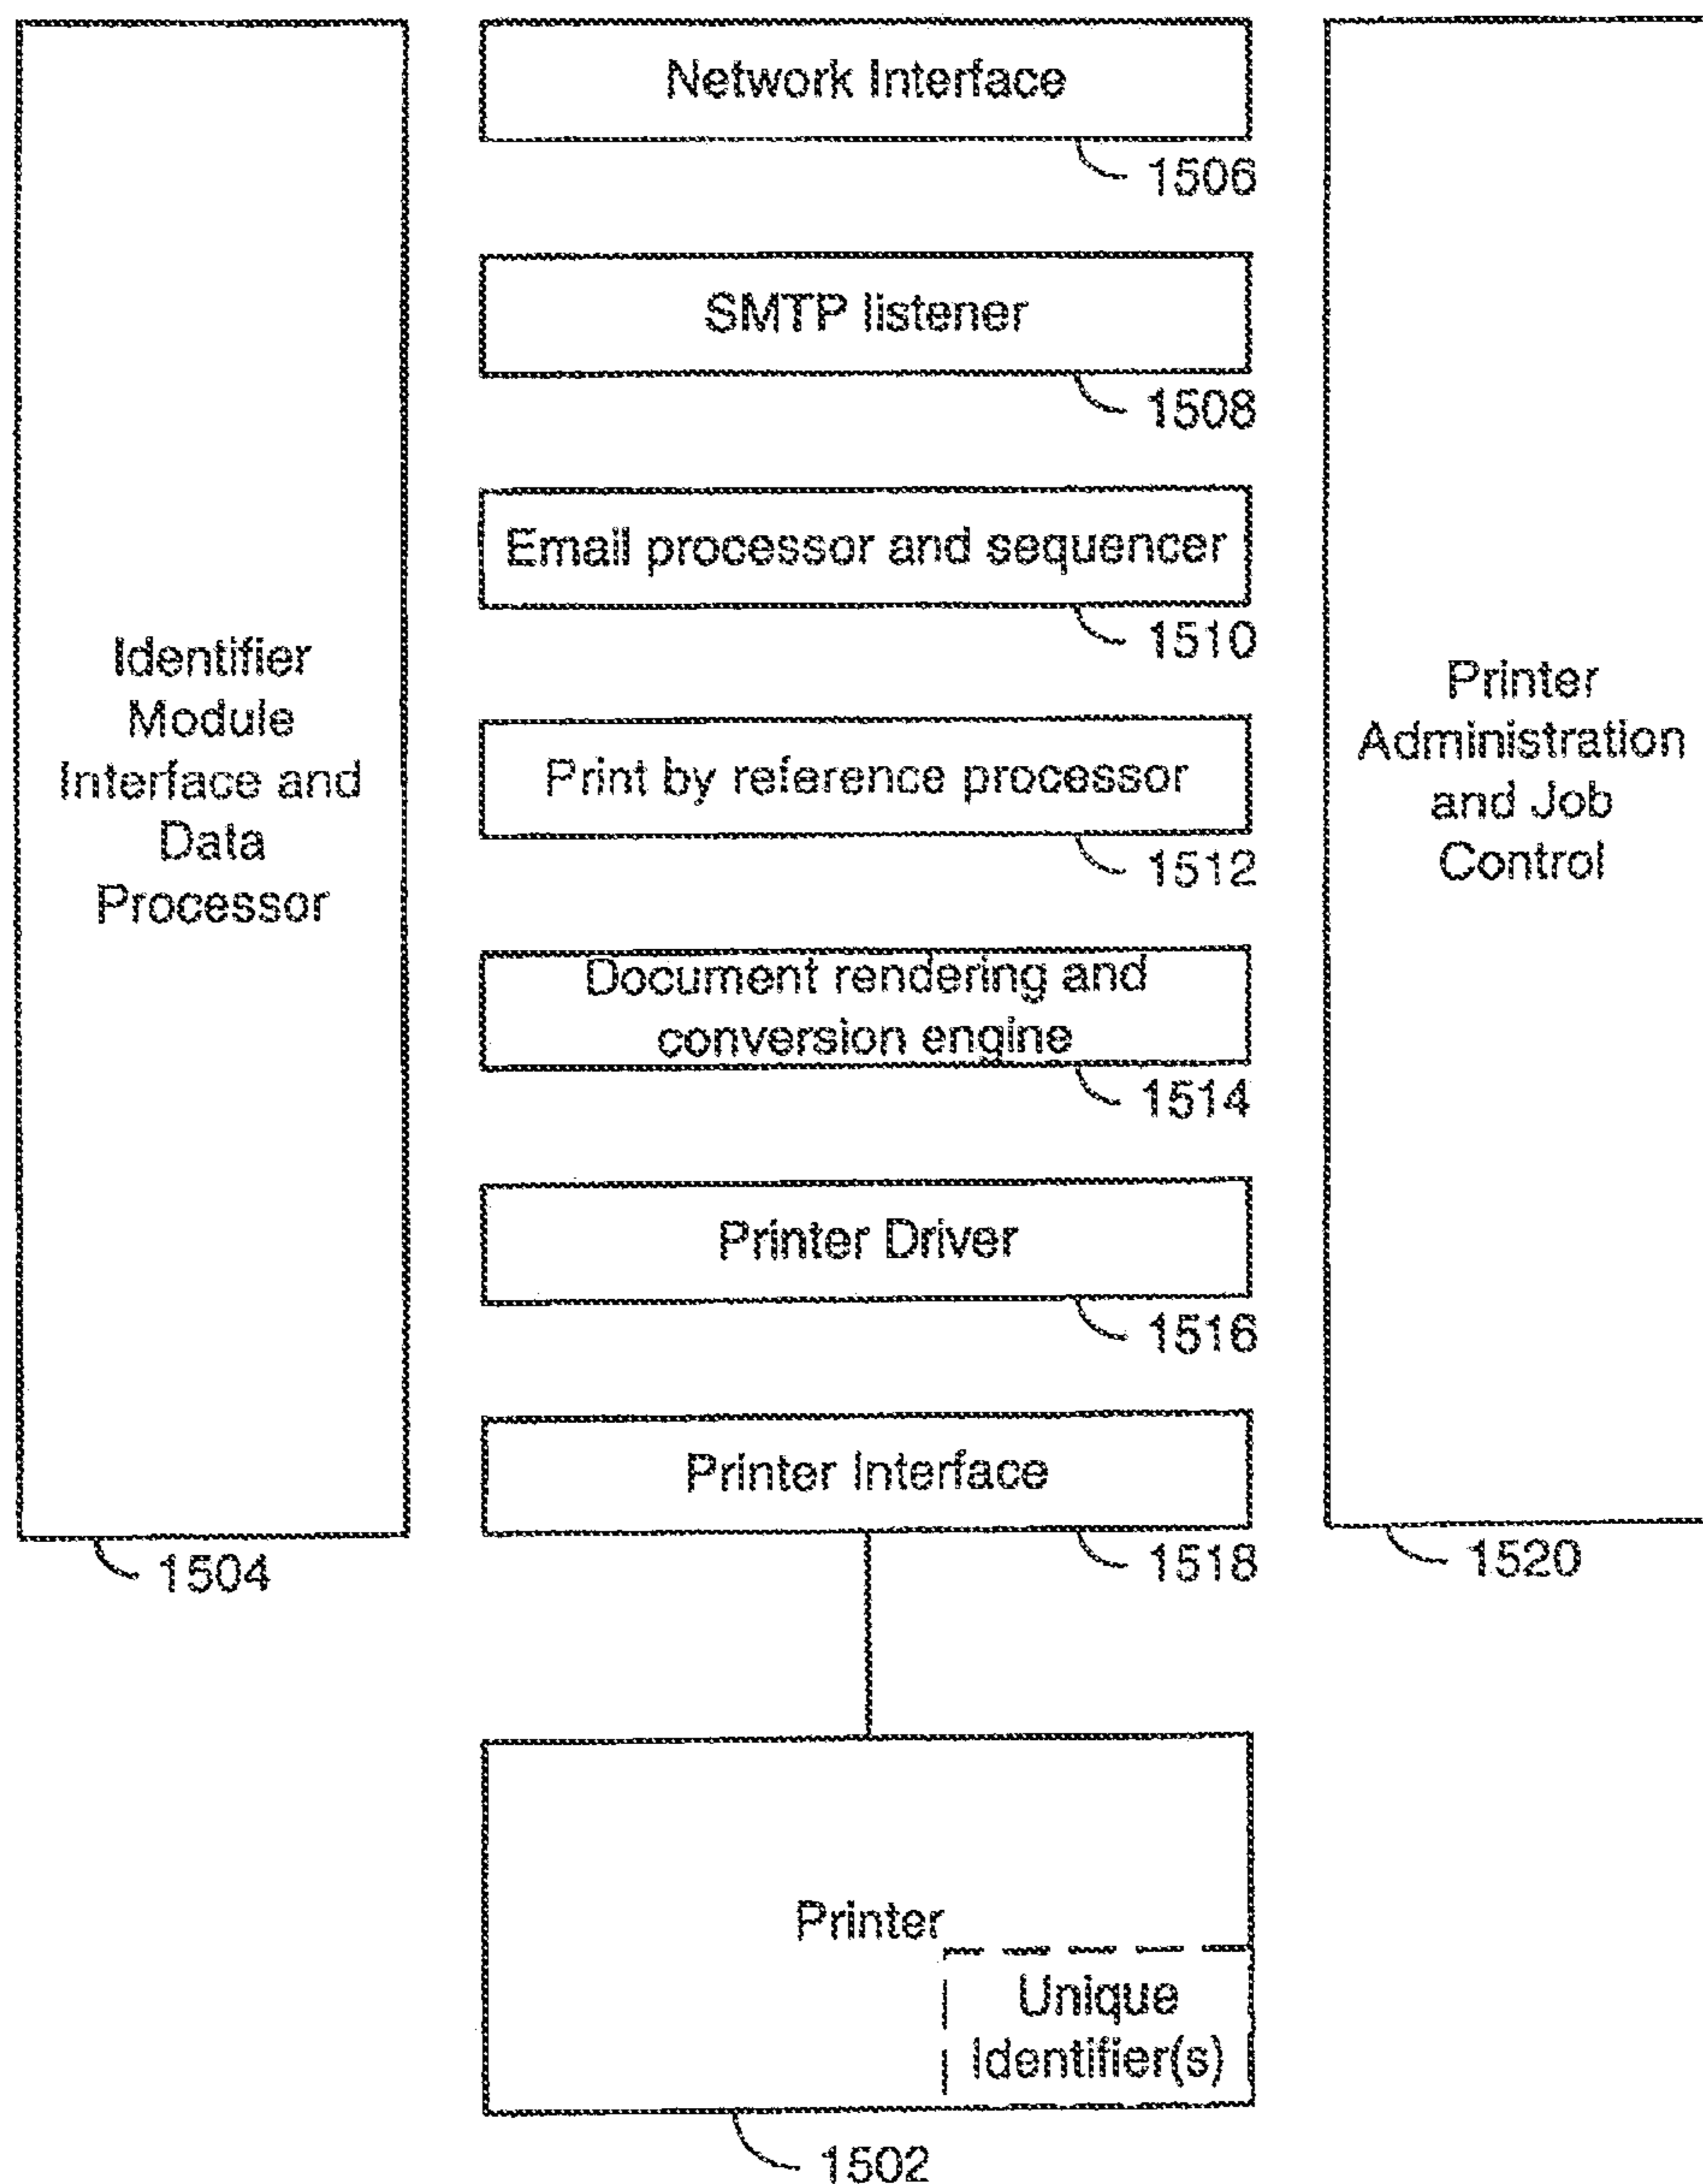 Network Interface
1506
SMTP listener
1508
Email processor and sequencer
1510
Identifier
Module
Interface and
Data
Processor
1504
Print by reference processor
1512
Document rendering and
conversion engine
1514
Printer Driver
1516
Printer Interface
1518
Printer
Administration
and Job
Control
1520
Printer
Unique
Identifier(s)
1502